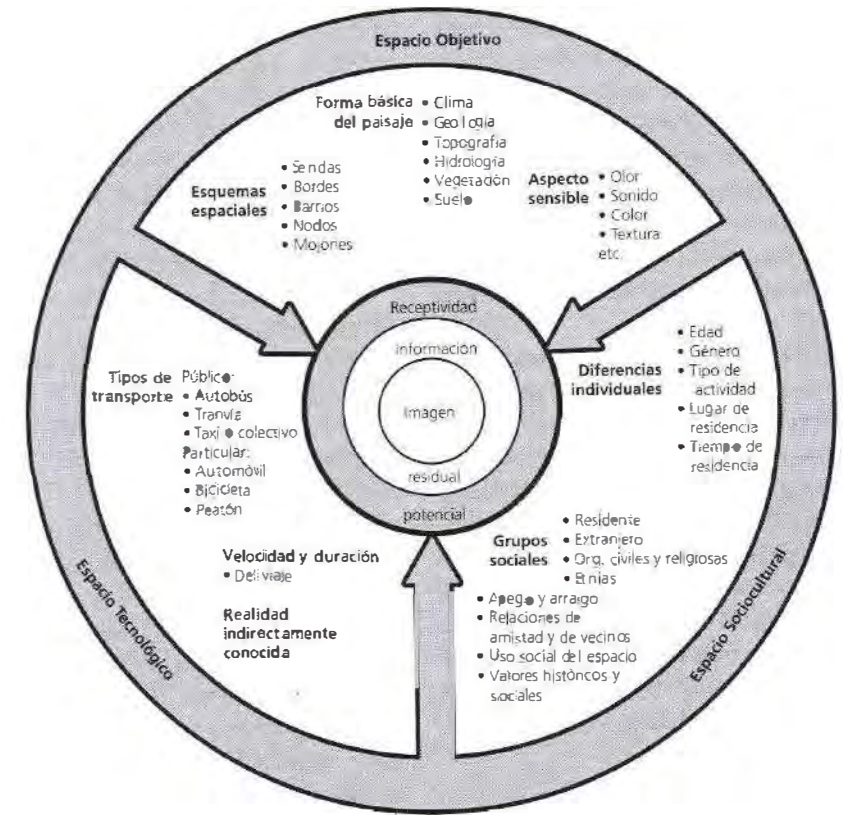 Espacio Objetivo
Forma básica
del paisaje
• Clima
• Geología
• Topografía
• Hidrología
• Vegetación
• Suelo
Esquemas
espaciales
• Sendas
• Bordes
• Barrios
• Nodos
• Mojones
Aspecto
sensible
• Olor
• Sonido
• Color
• Textura
etc.
Receptividad
información
Imagen
residual
potencial
Tipos de
transporte
Público:
• Autobús
• Tranvía
• Taxi o colectivo
Particular:
• Automóvil
• Bicicleta
• Peatón
Velocidad y duración
• Del viaje
Realidad
indirectamente
conocida
Espacio Tecnológico
Diferencias
individuales
• Edad
• Género
• Tipo de
actividad
• Lugar de
residencia
• Tiempo de
residencia
Grupos
sociales
• Residente
• Extranjero
• Org. civiles y religiosas
• Etnias
• Apego y arraigo
• Relaciones de
amistad y de vecinos
• Uso social del espacio
• Valores históricos y
sociales
Espacio Sociocultural